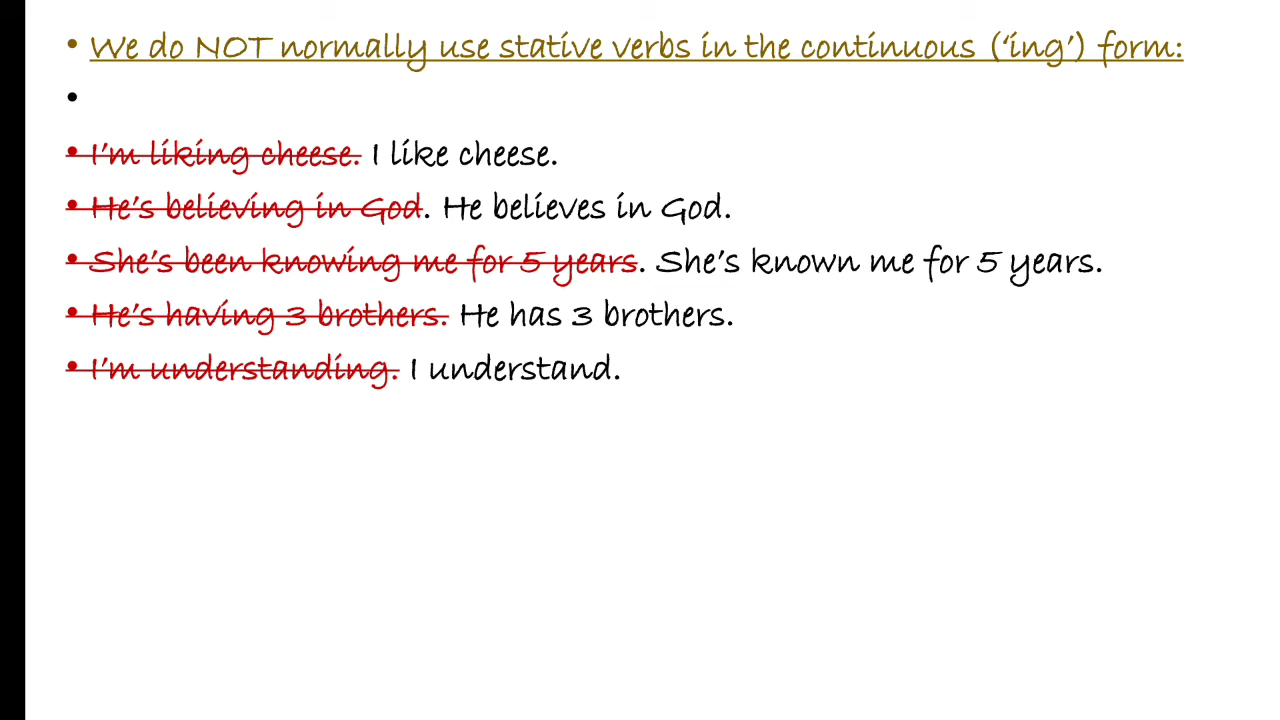 • We do NOT normally use stative verbs in the continuous (‘ing’) form:
•
• I’m liking cheese. I like cheese.
• He’s believing in God. He believes in God.
• She’s been knowing me for 5 years. She’s known me for 5 years.
• He’s having 3 brothers. He has 3 brothers.
• I’m understanding. I understand.